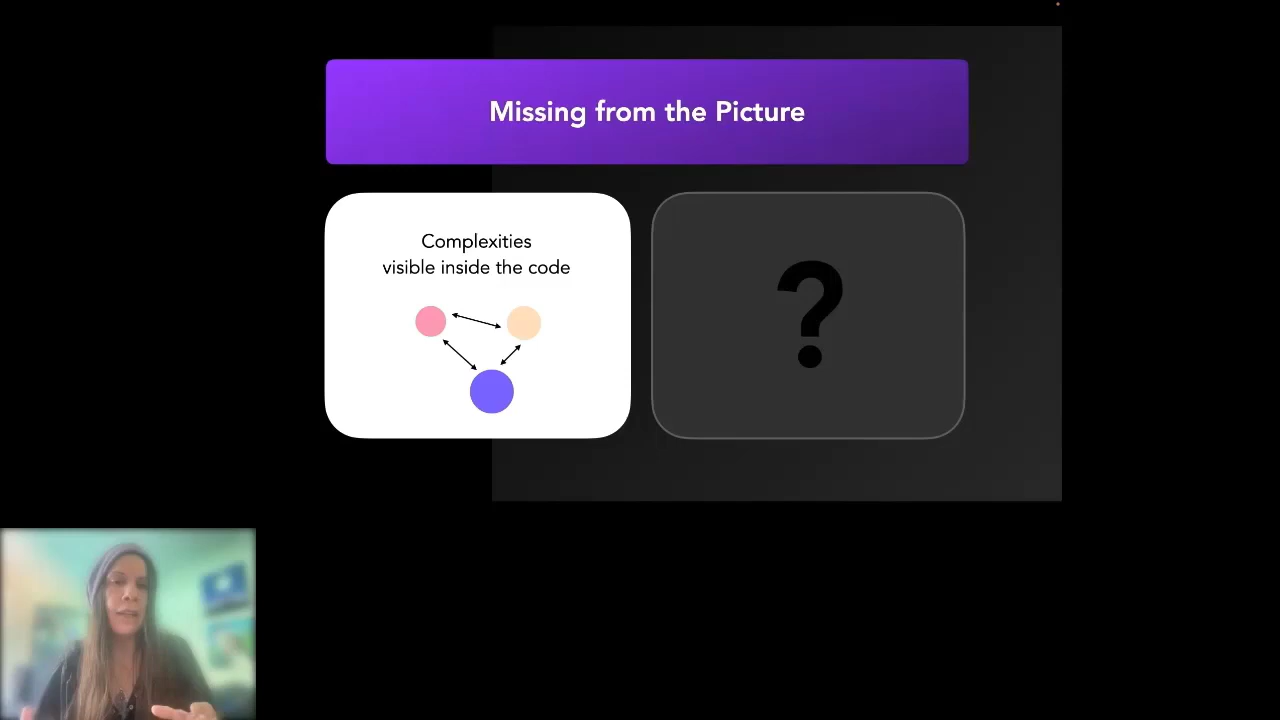 Missing from the Picture
Complexities
visible inside the code
?